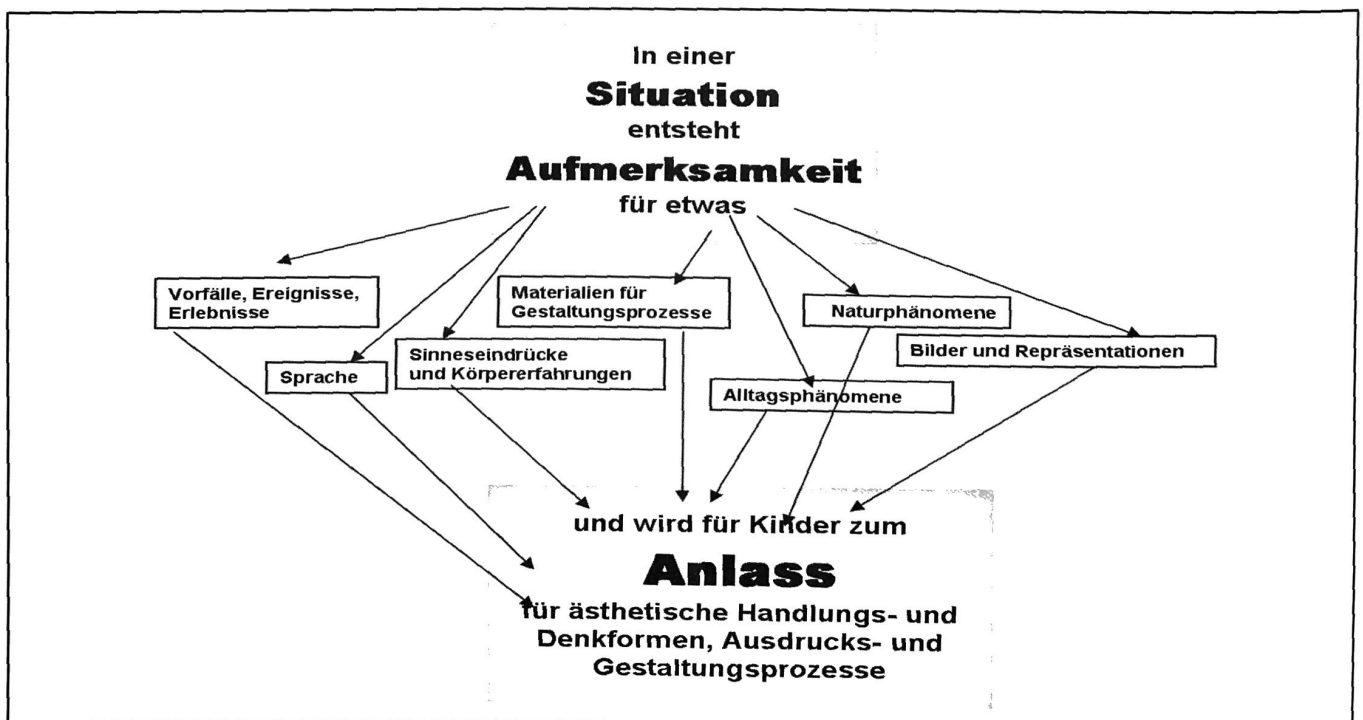 In einer
Situation
entsteht
Aufmerksamkeit
für etwas
Vorfälle, Ereignisse,
Erlebnisse
Materialien für
Gestaltungsprozesse
Naturphänomene
Sprache
Sinneseindrücke
und Körpererfahrungen
Bilder und Repräsentationen
Alltagsphänomene
und wird für Kinder zum
Anlass
für ästhetische Handlungs- und
Denkformen, Ausdrucks- und
Gestaltungsprozesse